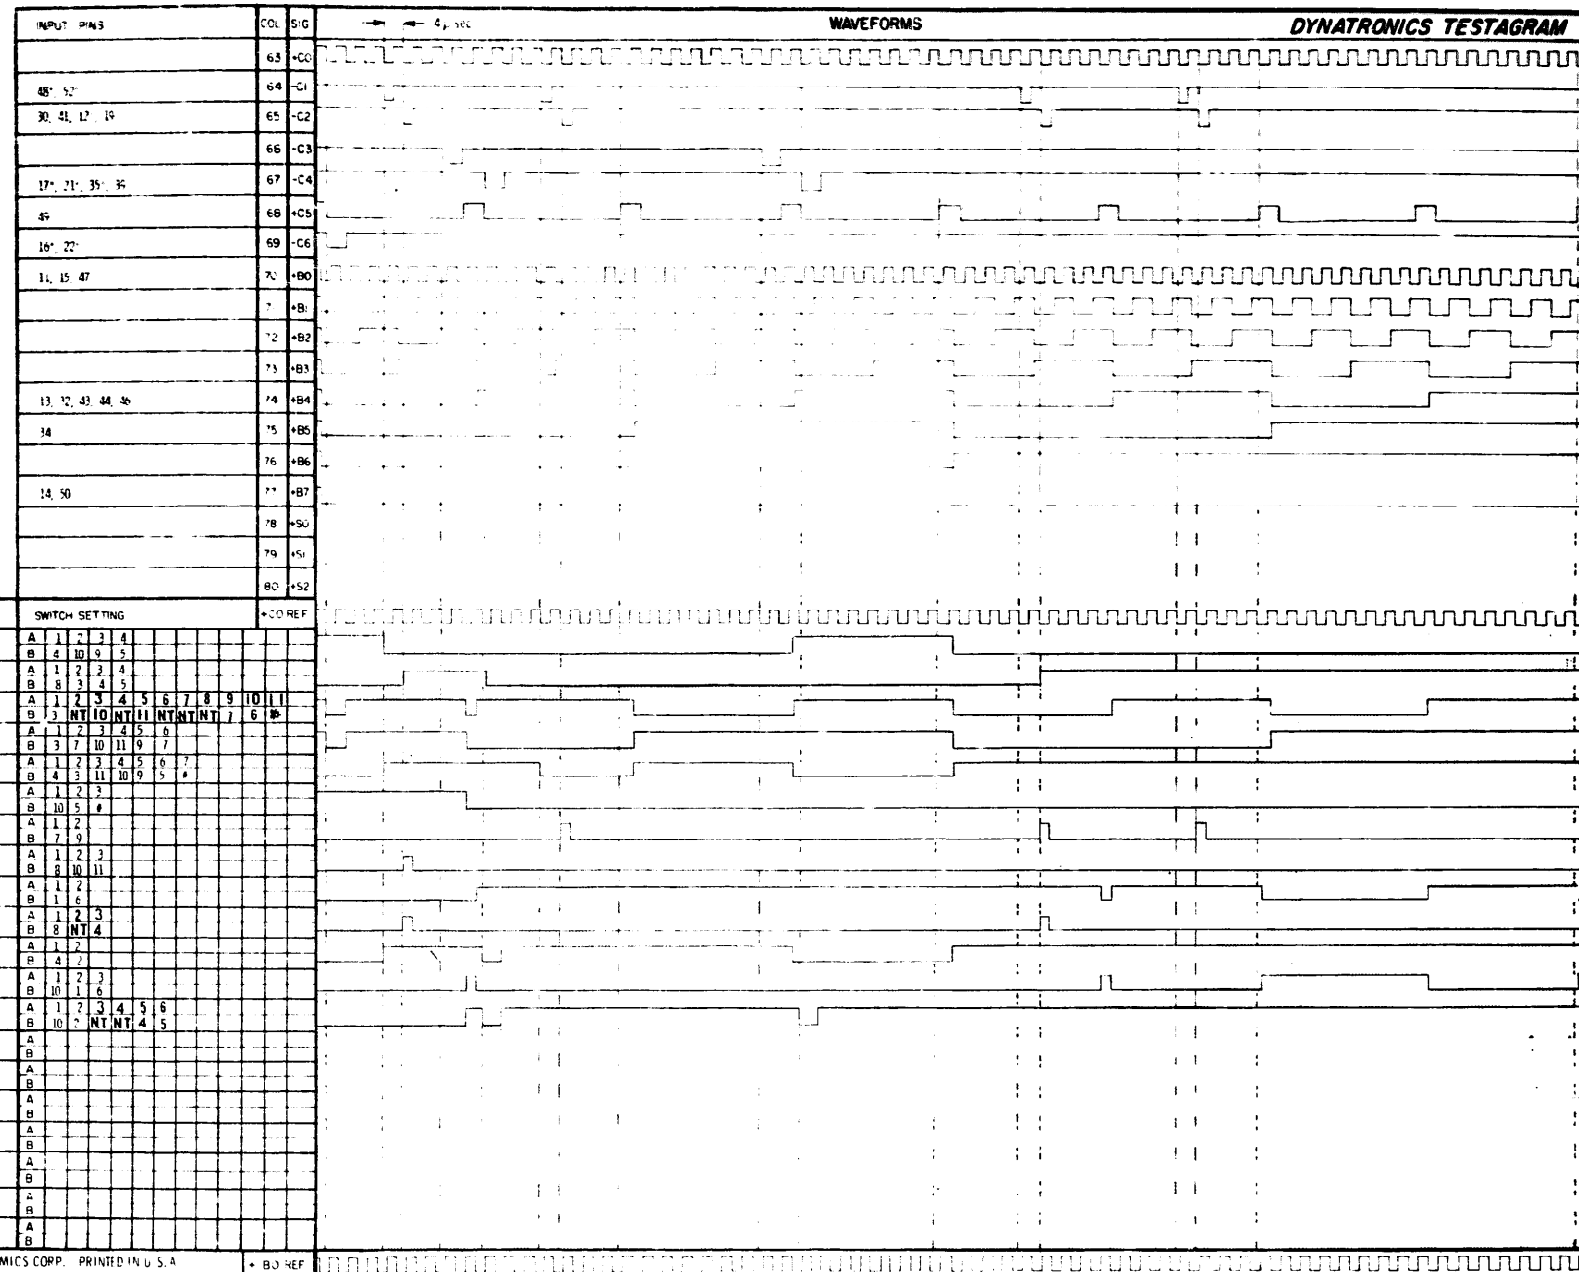 INPUT PINS COL SIG 4μ sec WAVEFORMS DYNATRONICS TESTAGRAM
63 +C0
48*, 52* 64 -C1
30, 41, 12*, 19 65 -C2
66 -C3
17*, 21*, 35*, 39 67 -C4
49 68 +C5
16*, 22* 69 -C6
11, 15, 47 70 +B0
7 +B1
72 +B2
73 +B3
13, 32, 43, 44, 46 74 +B4
34 75 +B5
76 +B6
14, 50 77 +B7
78 +S0
79 +S1
80 +S2
SWITCH SETTING +C0 REF
A 1 2 3 4
B 4 10 9 5
A 1 2 3 4
B 8 3 4 5
A 1 2 3 4 5 6 7 8 9 10 11
B 3 NT 10 NT 11 NT NT NT 7 6
A 1 2 3 4 5 6
B 3 7 10 11 9 7
A 1 2 3 4 5 6 7
B 4 3 11 10 9 5
A 1 2 3
B 10 5
A 1 2
B 7 9
A 1 2 3
B 8 10 11
A 1 2
B 1 6
A 1 2 3
B 8 NT 4
A 1 2
B 4 2
A 1 2 3
B 10 1 6
A 1 2 3 4 5 6
B 10 2 NT NT 4 5
A
B
A
B
A
B
A
B
A
B
A
B
A
B
MICS CORP. PRINTED IN U.S.A + B0 REF